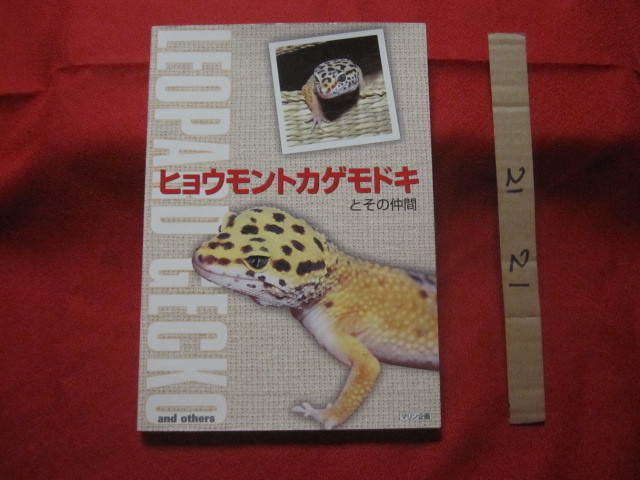 LEOPARD GECKO
and others
ヒョウモントカゲモドキ
とその仲間
マリン企画
21
21